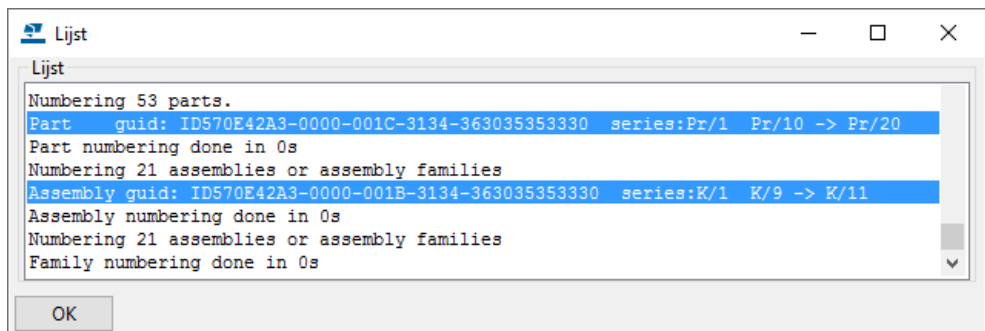 Lijst
Lijst
Numbering 53 parts.
Part    guid: ID570E42A3-0000-001C-3134-363035353330  series:Pr/1  Pr/10 -> Pr/20
Part numbering done in 0s
Numbering 21 assemblies or assembly families
Assembly guid: ID570E42A3-0000-001B-3134-363035353330  series:K/1  K/9 -> K/11
Assembly numbering done in 0s
Numbering 21 assemblies or assembly families
Family numbering done in 0s
OK